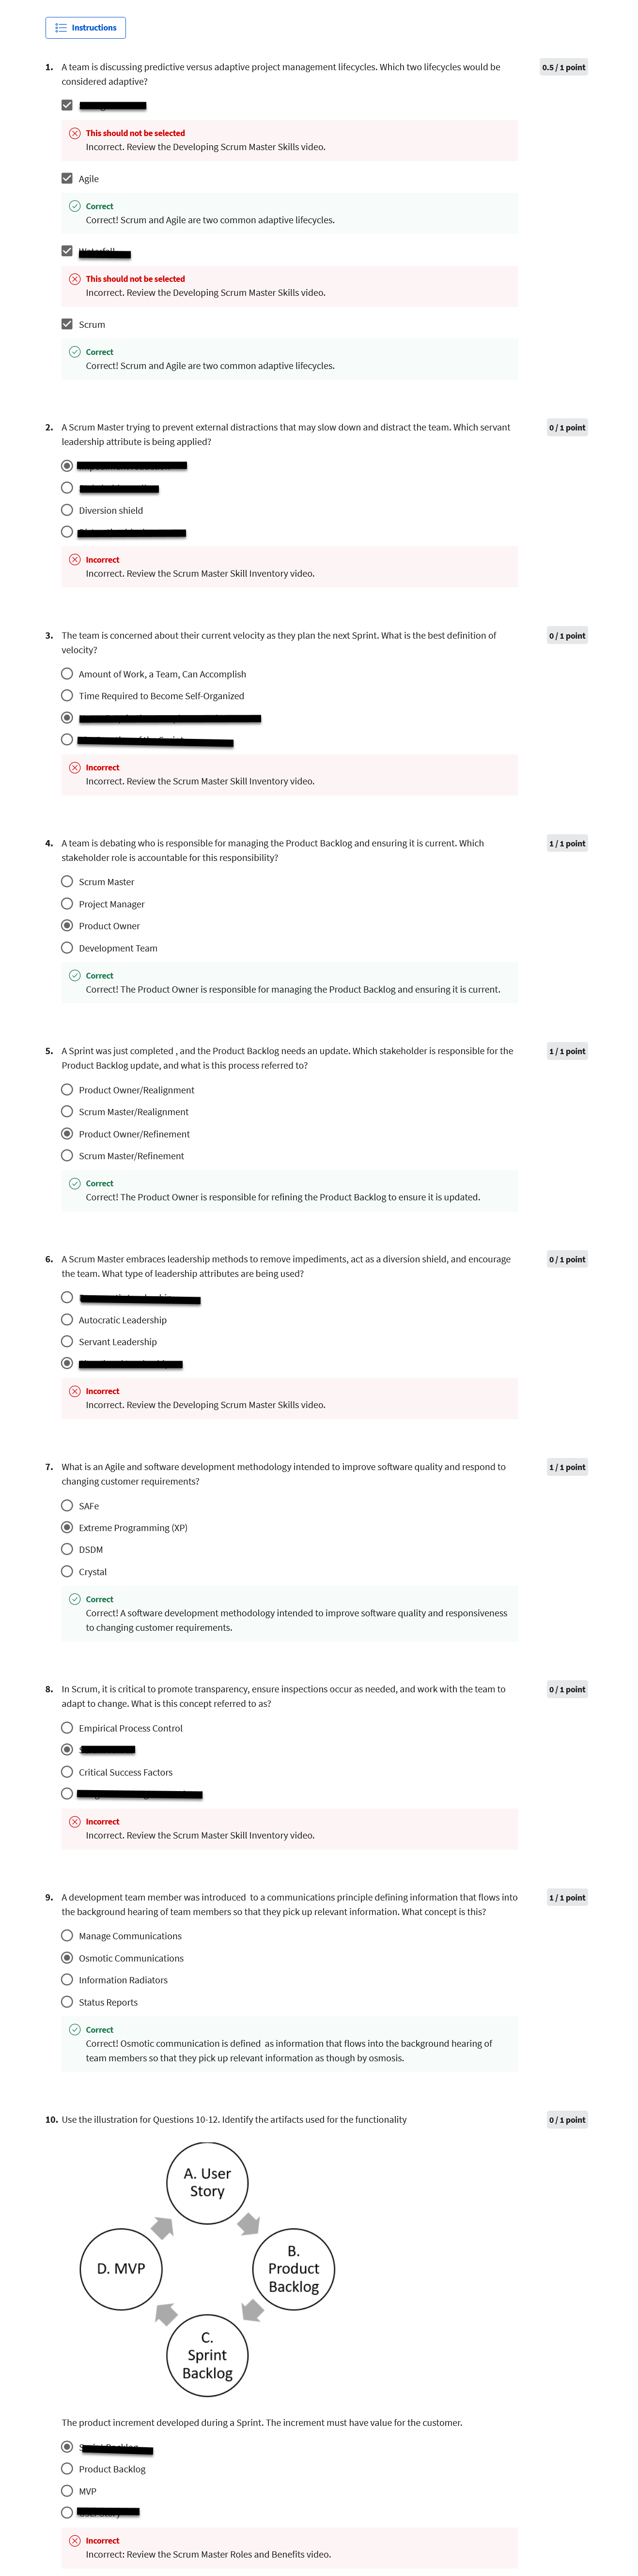 Instructions
1. A team is discussing predictive versus adaptive project management lifecycles. Which two lifecycles would be
considered adaptive?
0.5 / 1 point
This should not be selected
Incorrect. Review the Developing Scrum Master Skills video.
Agile
Correct
Correct! Scrum and Agile are two common adaptive lifecycles.
This should not be selected
Incorrect. Review the Developing Scrum Master Skills video.
Scrum
Correct
Correct! Scrum and Agile are two common adaptive lifecycles.
2. A Scrum Master trying to prevent external distractions that may slow down and distract the team. Which servant
leadership attribute is being applied?
0 / 1 point
Diversion shield
Incorrect
Incorrect. Review the Scrum Master Skill Inventory video.
3. The team is concerned about their current velocity as they plan the next Sprint. What is the best definition of
velocity?
0 / 1 point
Amount of Work, a Team, Can Accomplish
Time Required to Become Self-Organized
Incorrect
Incorrect. Review the Scrum Master Skill Inventory video.
4. A team is debating who is responsible for managing the Product Backlog and ensuring it is current. Which
stakeholder role is accountable for this responsibility?
1 / 1 point
Scrum Master
Project Manager
Product Owner
Development Team
Correct
Correct! The Product Owner is responsible for managing the Product Backlog and ensuring it is current.
5. A Sprint was just completed , and the Product Backlog needs an update. Which stakeholder is responsible for the
Product Backlog update, and what is this process referred to?
1 / 1 point
Product Owner/Realignment
Scrum Master/Realignment
Product Owner/Refinement
Scrum Master/Refinement
Correct
Correct! The Product Owner is responsible for refining the Product Backlog to ensure it is updated.
6. A Scrum Master embraces leadership methods to remove impediments, act as a diversion shield, and encourage
the team. What type of leadership attributes are being used?
0 / 1 point
Autocratic Leadership
Servant Leadership
Incorrect
Incorrect. Review the Developing Scrum Master Skills video.
7. What is an Agile and software development methodology intended to improve software quality and respond to
changing customer requirements?
1 / 1 point
SAFe
Extreme Programming (XP)
DSDM
Crystal
Correct
Correct! A software development methodology intended to improve software quality and responsiveness
to changing customer requirements.
8. In Scrum, it is critical to promote transparency, ensure inspections occur as needed, and work with the team to
adapt to change. What is this concept referred to as?
0 / 1 point
Empirical Process Control
Critical Success Factors
Incorrect
Incorrect. Review the Scrum Master Skill Inventory video.
9. A development team member was introduced  to a communications principle defining information that flows into
the background hearing of team members so that they pick up relevant information. What concept is this?
1 / 1 point
Manage Communications
Osmotic Communications
Information Radiators
Status Reports
Correct
Correct! Osmotic communication is defined  as information that flows into the background hearing of
team members so that they pick up relevant information as though by osmosis.
10. Use the illustration for Questions 10-12. Identify the artifacts used for the functionality
0 / 1 point
A. User
Story
D. MVP
B.
Product
Backlog
C.
Sprint
Backlog
The product increment developed during a Sprint. The increment must have value for the customer.
Product Backlog
MVP
Incorrect
Incorrect: Review the Scrum Master Roles and Benefits video.